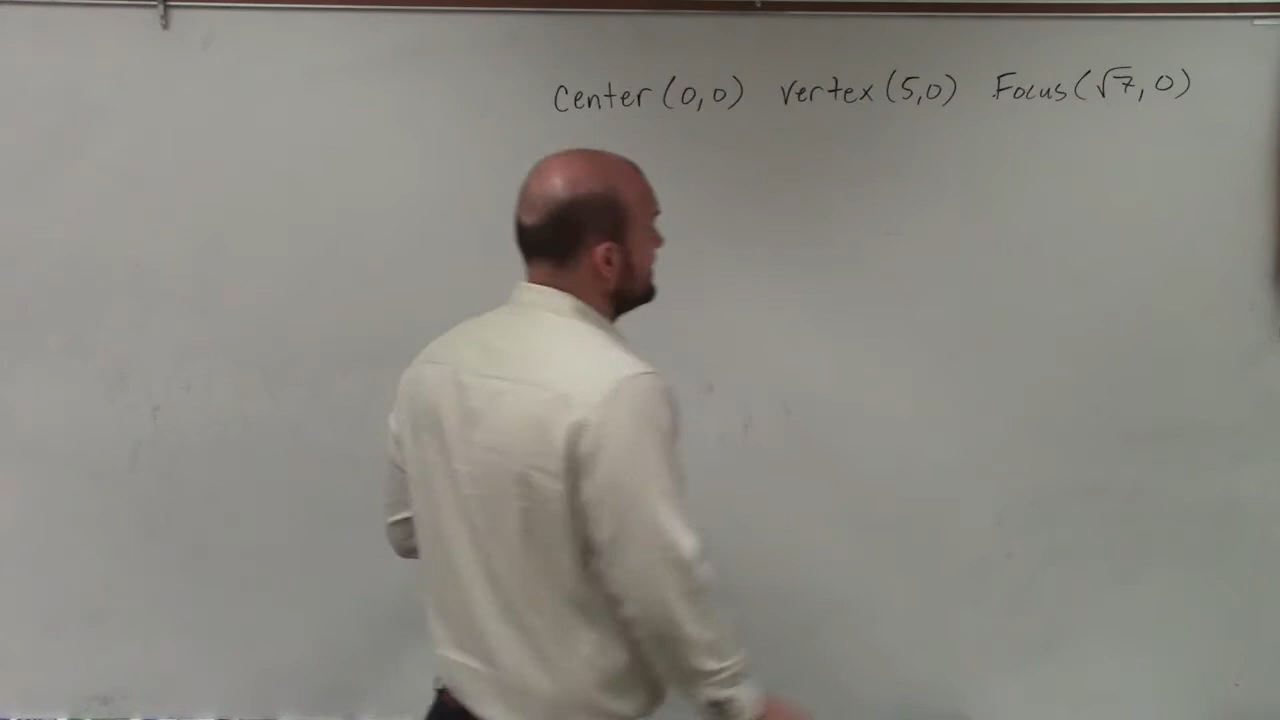 Center (0,0) Vertex (5,0) Focus (√7, 0)